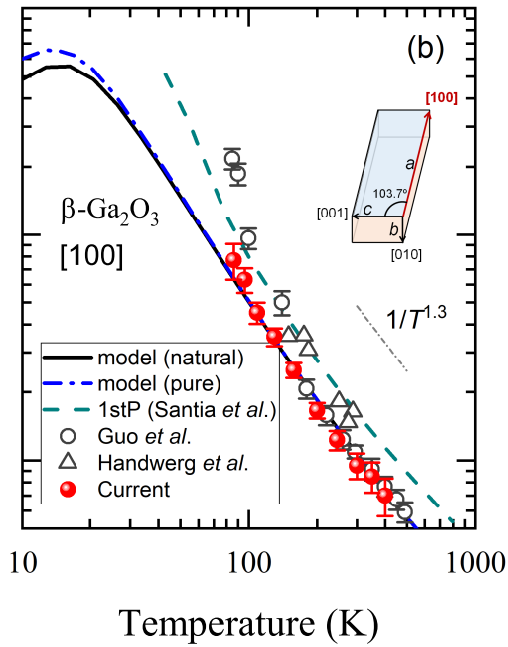 (b)
[100]
a
103.7°
[001]
c
b
[010]
β-Ga₂O₃
[100]
1/T¹·³
model (natural)
model (pure)
1stP (Santia et al.)
Guo et al.
Handwerg et al.
Current
10
100
1000
Temperature (K)